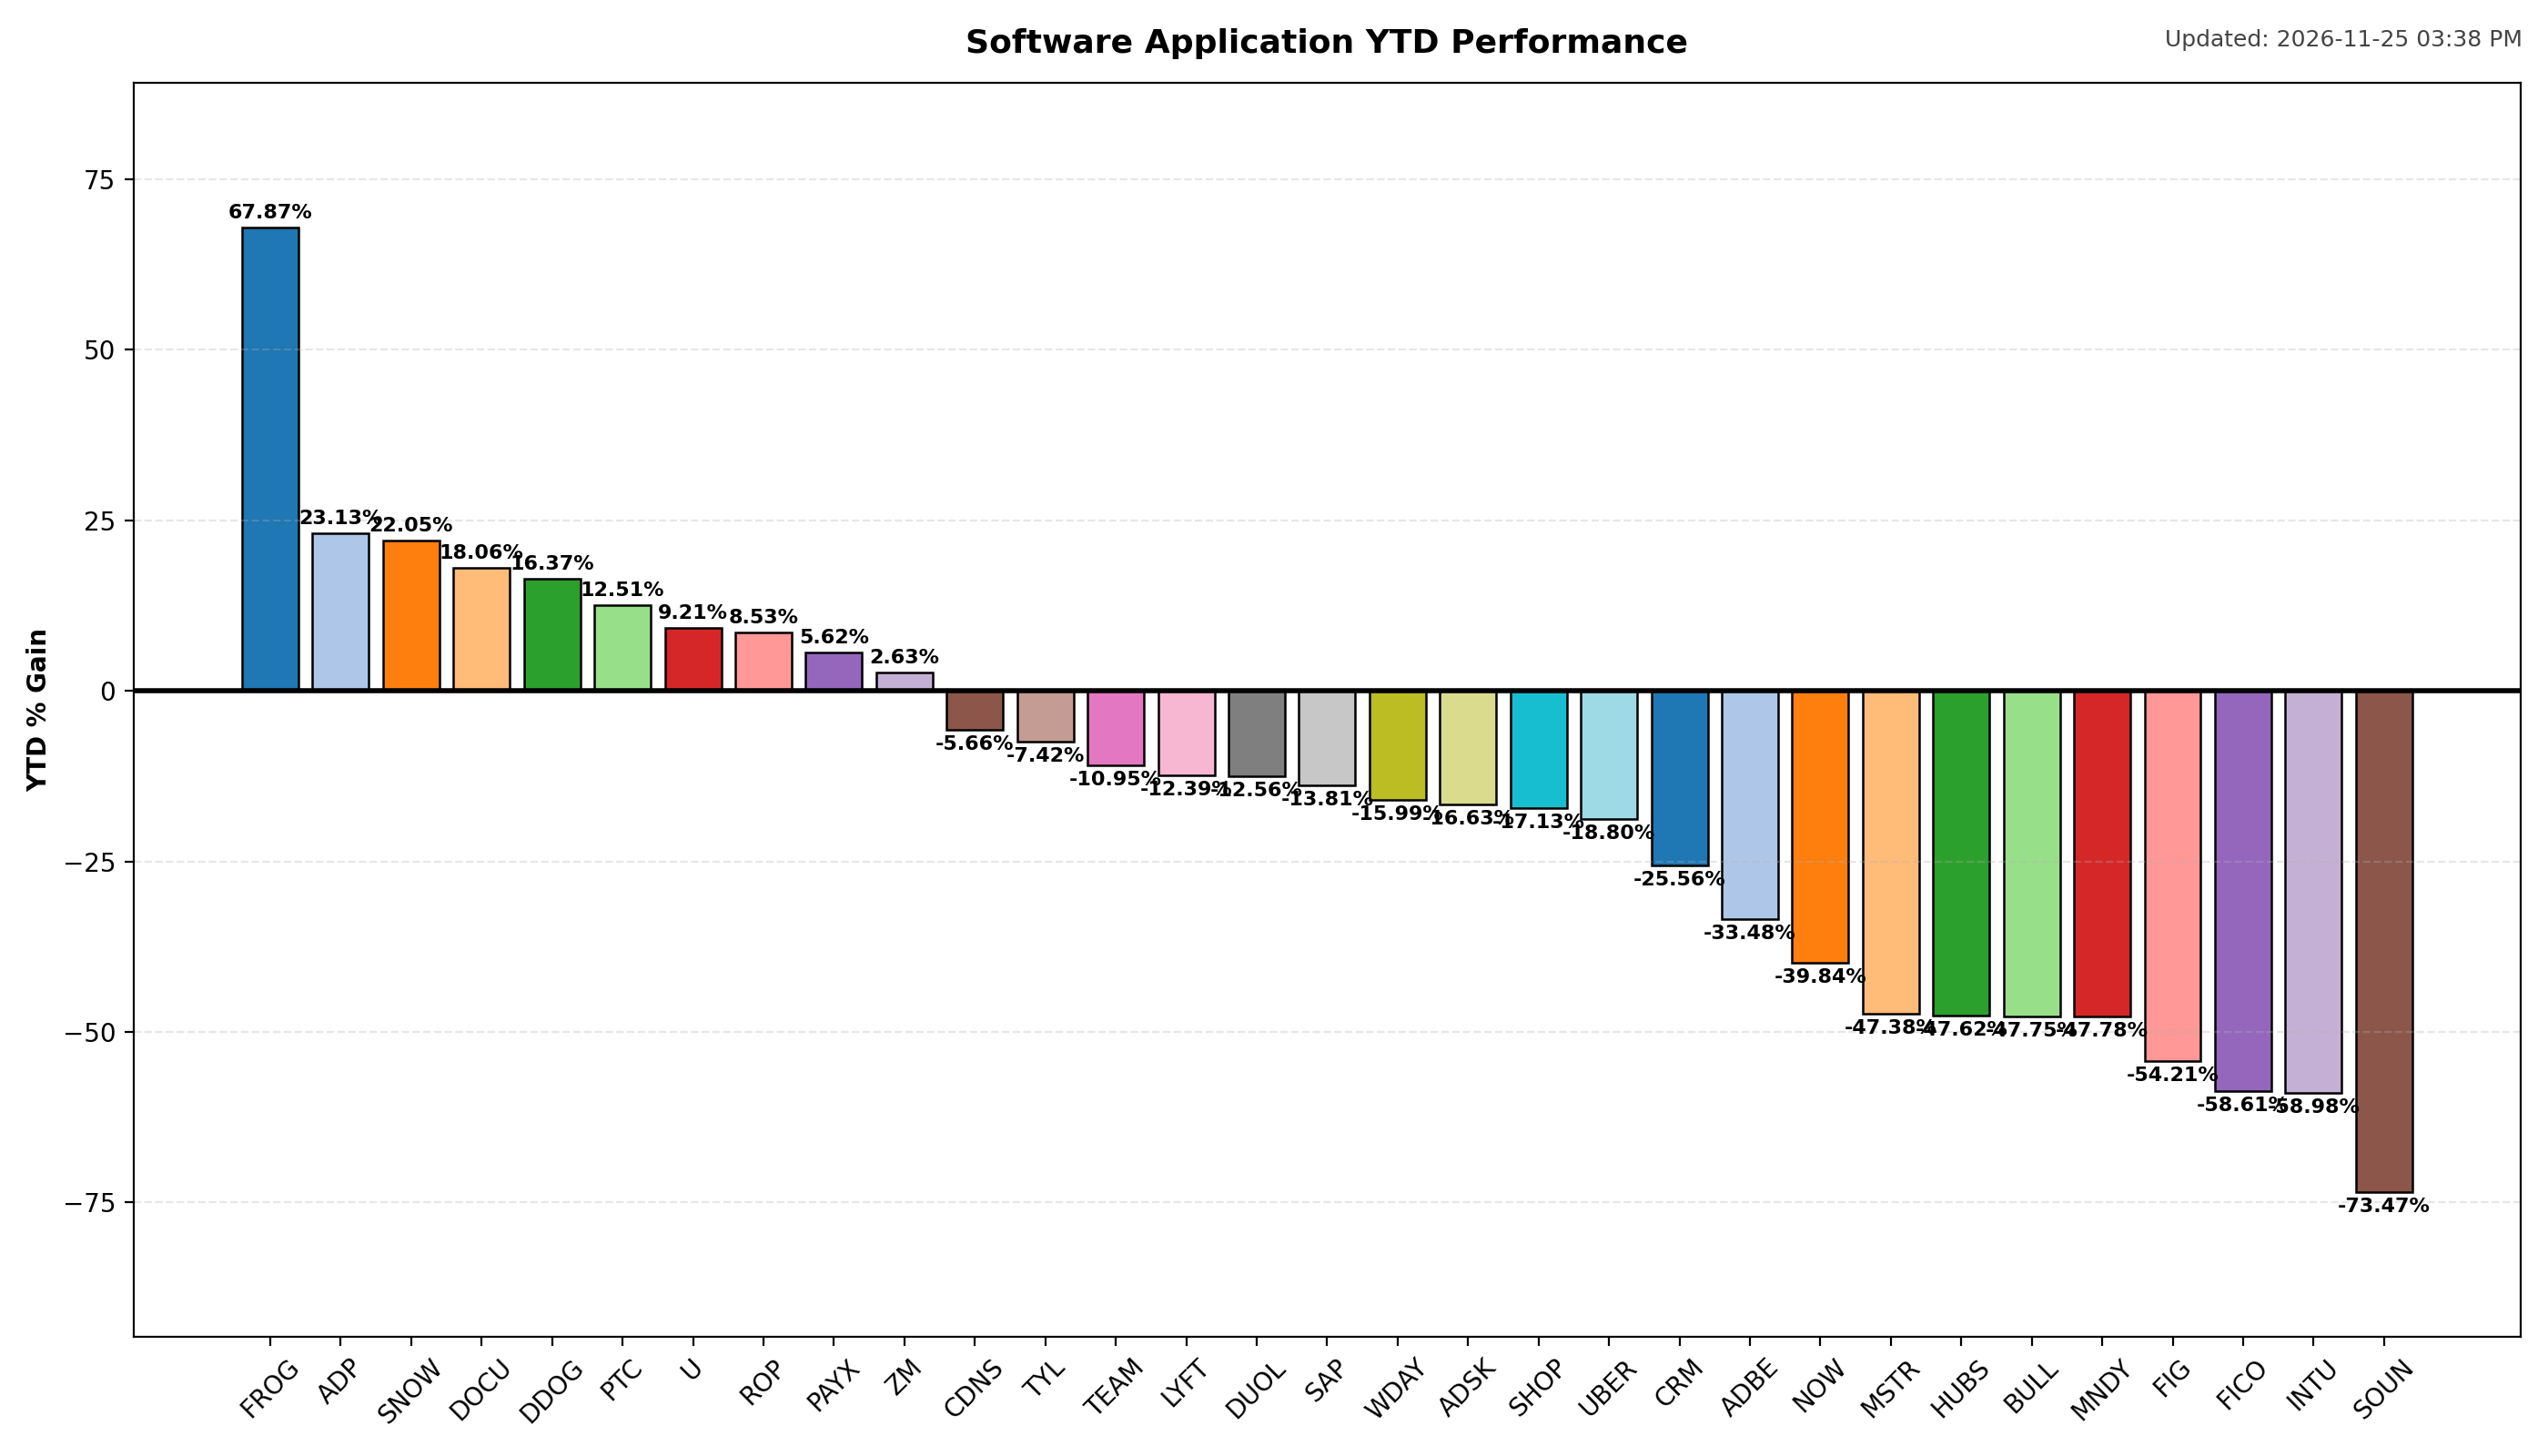 Software Application YTD Performance
Updated: 2026-11-25 03:38 PM
YTD % Gain
75
50
25
0
−25
−50
−75
67.87%
23.13%
22.05%
18.06%
16.37%
12.51%
9.21%
8.53%
5.62%
2.63%
-5.66%
-7.42%
-10.95%
-12.39%
-12.56%
-13.81%
-15.99%
-16.63%
-17.13%
-18.80%
-25.56%
-33.48%
-39.84%
-47.38%
-47.62%
-47.75%
-47.78%
-54.21%
-58.61%
-58.98%
-73.47%
FROG
ADP
SNOW
DOCU
DDOG
PTC
U
ROP
PAYX
ZM
CDNS
TYL
TEAM
LYFT
DUOL
SAP
WDAY
ADSK
SHOP
UBER
CRM
ADBE
NOW
MSTR
HUBS
BULL
MNDY
FIG
FICO
INTU
SOUN